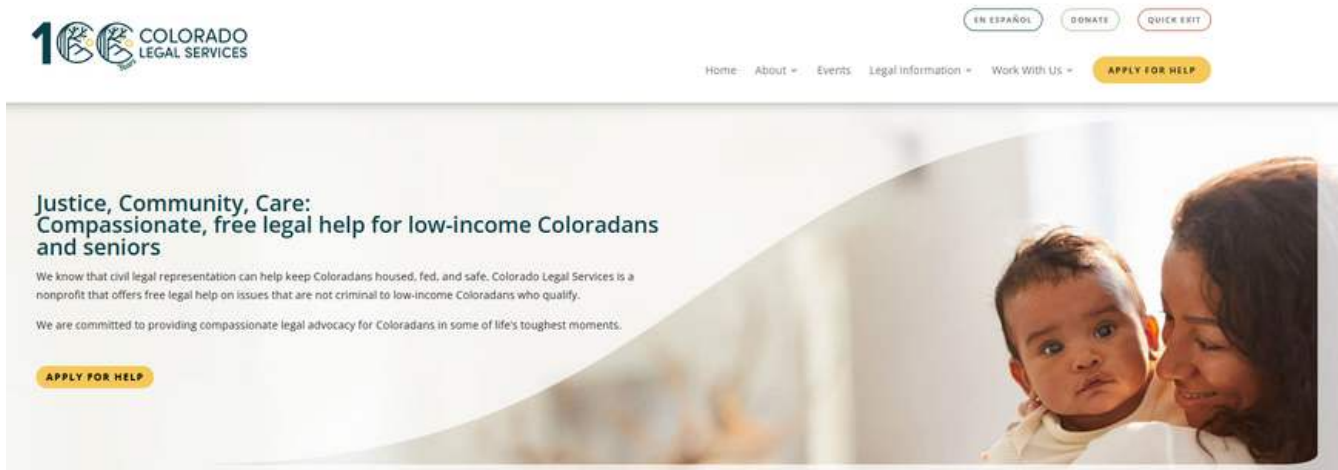 EN ESPAÑOL DONATE QUICK EXIT
100 Years COLORADO
LEGAL SERVICES
Home About Events Legal Information Work With Us APPLY FOR HELP
Justice, Community, Care:
Compassionate, free legal help for low-income Coloradans
and seniors
We know that civil legal representation can help keep Coloradans housed, fed, and safe. Colorado Legal Services is a
nonprofit that offers free legal help on issues that are not criminal to low-income Coloradans who qualify.
We are committed to providing compassionate legal advocacy for Coloradans in some of life's toughest moments.
APPLY FOR HELP